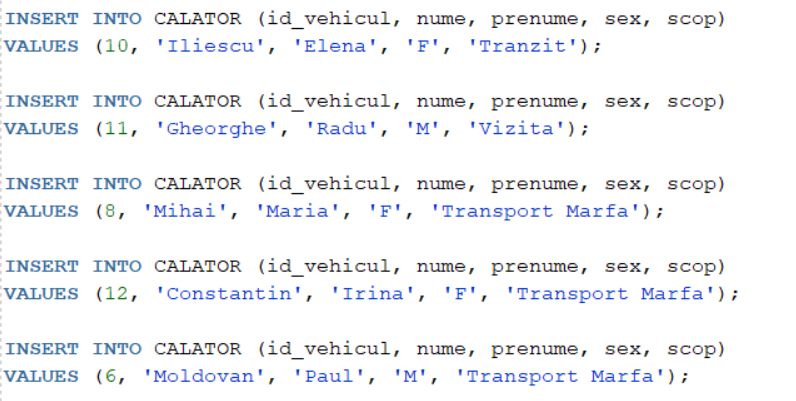 INSERT INTO CALATOR (id_vehicul, nume, prenume, sex, scop)
VALUES (10, 'Iliescu', 'Elena', 'F', 'Tranzit');
INSERT INTO CALATOR (id_vehicul, nume, prenume, sex, scop)
VALUES (11, 'Gheorghe', 'Radu', 'M', 'Vizita');
INSERT INTO CALATOR (id_vehicul, nume, prenume, sex, scop)
VALUES (8, 'Mihai', 'Maria', 'F', 'Transport Marfa');
INSERT INTO CALATOR (id_vehicul, nume, prenume, sex, scop)
VALUES (12, 'Constantin', 'Irina', 'F', 'Transport Marfa');
INSERT INTO CALATOR (id_vehicul, nume, prenume, sex, scop)
VALUES (6, 'Moldovan', 'Paul', 'M', 'Transport Marfa');